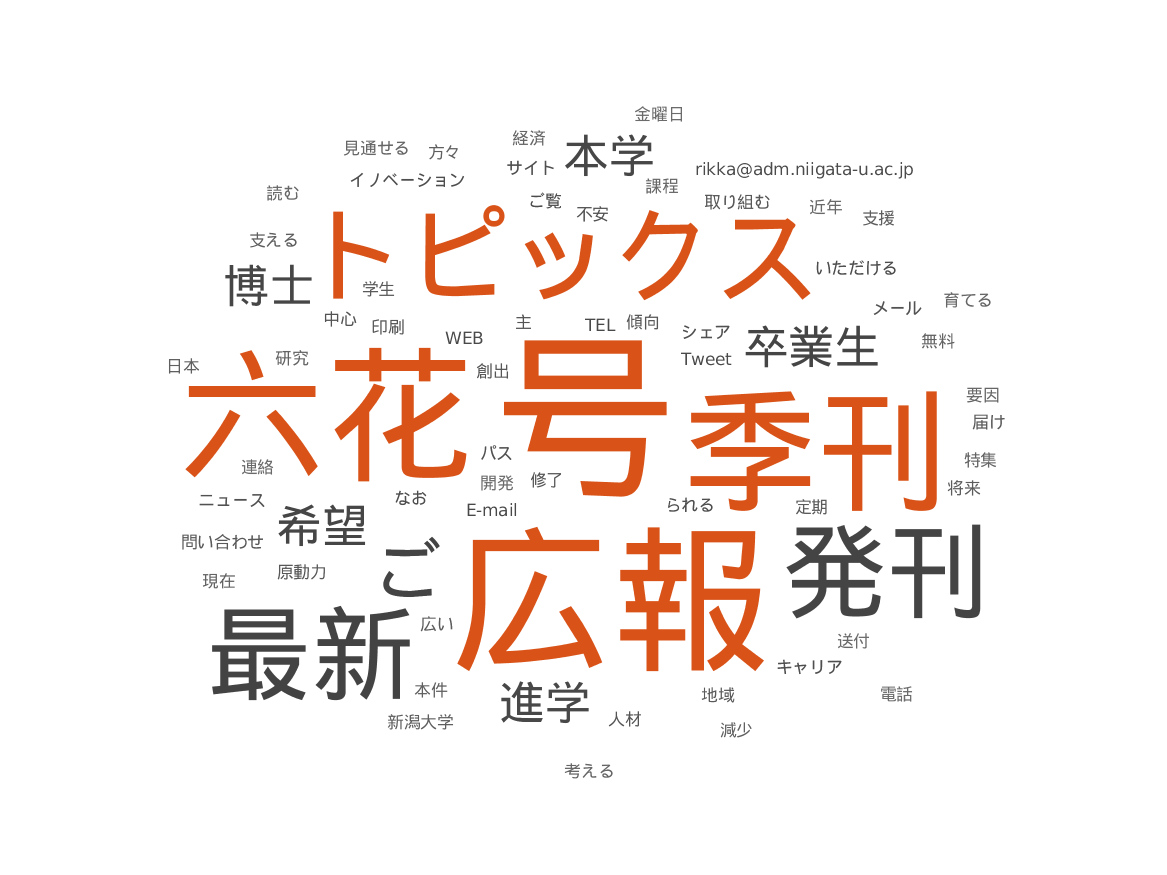 金曜日
経済
本学
見通せる
方々
サイト
rikka@adm.niigata-u.ac.jp
イノベーション
課程
読む
ご覧
取り組む
不安
近年
支援
支える
トピックス
いただける
博士
学生
メール
育てる
中心
印刷
主
TEL
傾向
シェア
WEB
卒業生
無料
日本
研究
創出
Tweet
六花
号
季刊
要因
届け
連絡
パス
特集
開発
修了
将来
ニュース
なお
E-mail
られる
定期
希望
問い合わせ
ご
広報
発刊
現在
原動力
最新
広い
送付
キャリア
本件
進学
地域
電話
新潟大学
人材
減少
考える